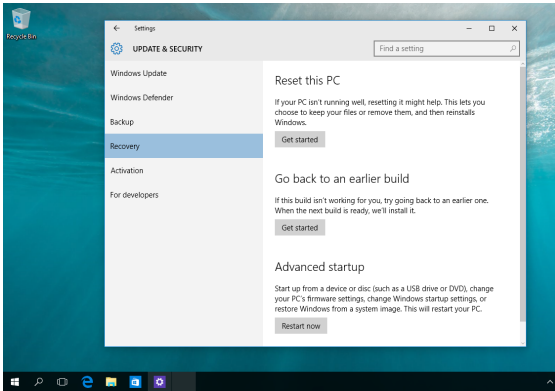 Recycle Bin
Settings
UPDATE & SECURITY
Find a setting
Windows Update
Windows Defender
Backup
Recovery
Activation
For developers
Reset this PC
If your PC isn't running well, resetting it might help. This lets you
choose to keep your files or remove them, and then reinstalls
Windows.
Get started
Go back to an earlier build
If this build isn't working for you, try going back to an earlier one.
When the next build is ready, we'll install it.
Get started
Advanced startup
Start up from a device or disc (such as a USB drive or DVD), change
your PC's firmware settings, change Windows startup settings, or
restore Windows from a system image. This will restart your PC.
Restart now